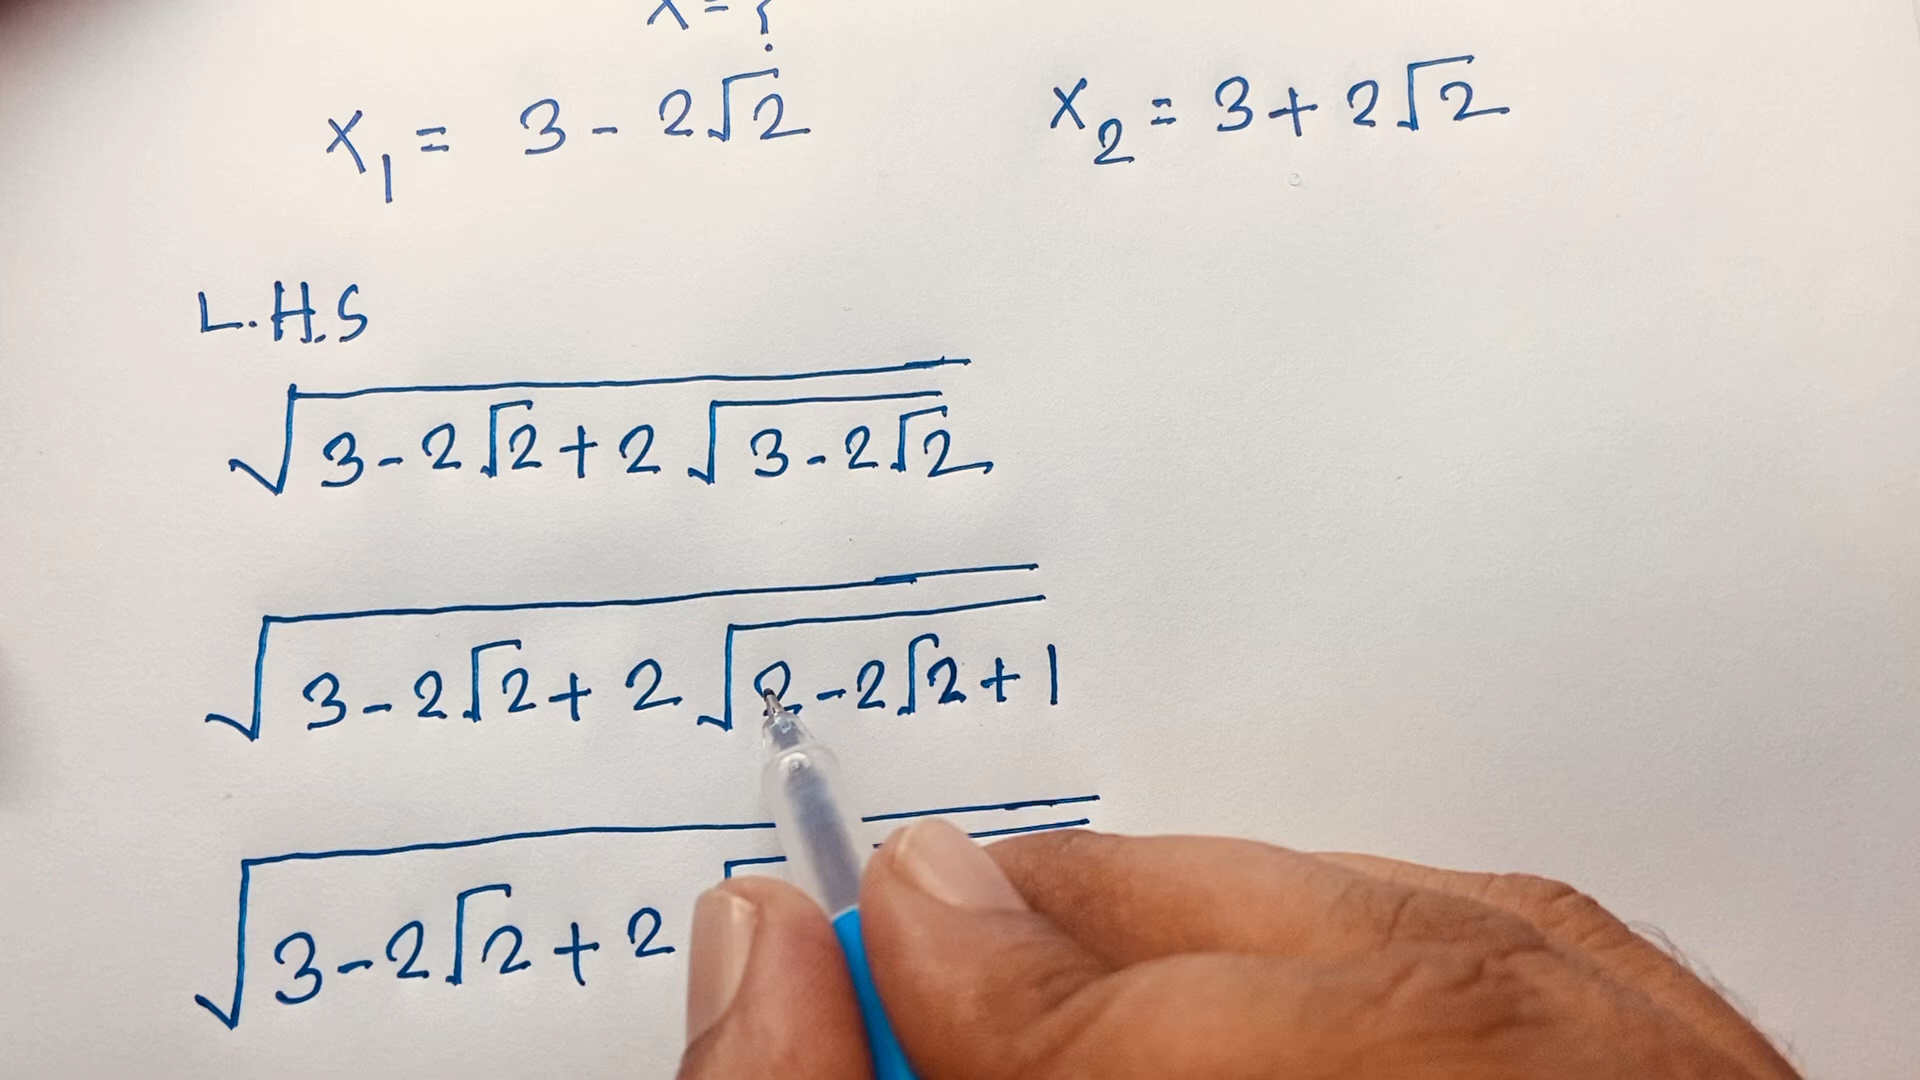 x = ?
x₁ = 3 - 2√2
x₂ = 3 + 2√2
L.H.S
√(3 - 2√2 + 2√(3 - 2√2))
√(3 - 2√2 + 2√(2 - 2√2 + 1))
√(3 - 2√2 + 2